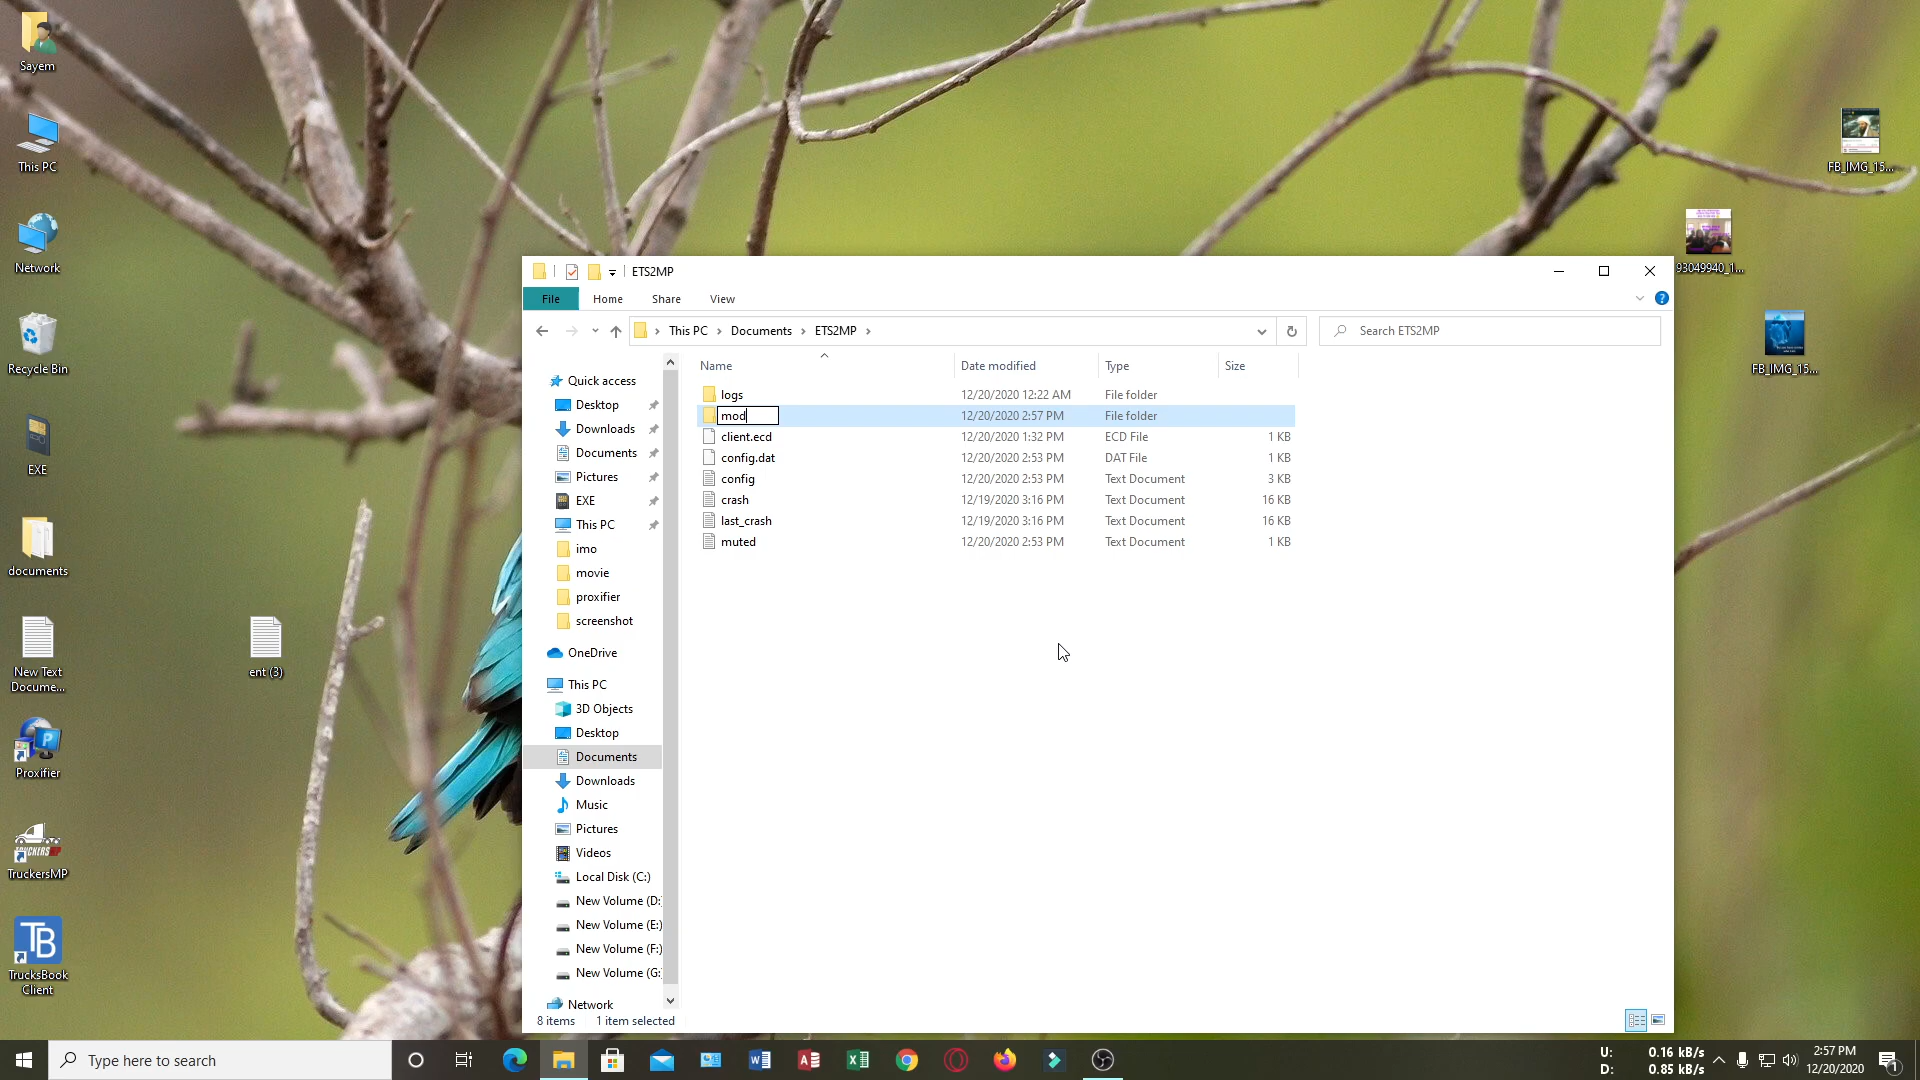 Sayem
This PC
Network
Recycle Bin
EXE
documents
New Text
Docume...
Proxifier
TRUCKERSMP
TruckersMP
TB
TrucksBook
Client
ent (3)
FB_IMG_15...
93049940_1...
FB_IMG_15...
ETS2MP
File
Home
Share
View
This PC
Documents
ETS2MP
Search ETS2MP
Name
Date modified
Type
Size
logs 12/20/2020 12:22 AM File folder
mod 12/20/2020 2:57 PM File folder
client.ecd 12/20/2020 1:32 PM ECD File 1 KB
config.dat 12/20/2020 2:53 PM DAT File 1 KB
config 12/20/2020 2:53 PM Text Document 3 KB
crash 12/19/2020 3:16 PM Text Document 16 KB
last_crash 12/19/2020 3:16 PM Text Document 16 KB
muted 12/20/2020 2:53 PM Text Document 1 KB
Quick access
Desktop
Downloads
Documents
Pictures
EXE
This PC
imo
movie
proxifier
screenshot
OneDrive
This PC
3D Objects
Desktop
Documents
Downloads
Music
Pictures
Videos
Local Disk (C:)
New Volume (D:
New Volume (E:)
New Volume (F:)
New Volume (G:
Network
8 items
1 item selected
Type here to search
U: 0.16 kB/s
D: 0.85 kB/s
2:57 PM
12/20/2020
1